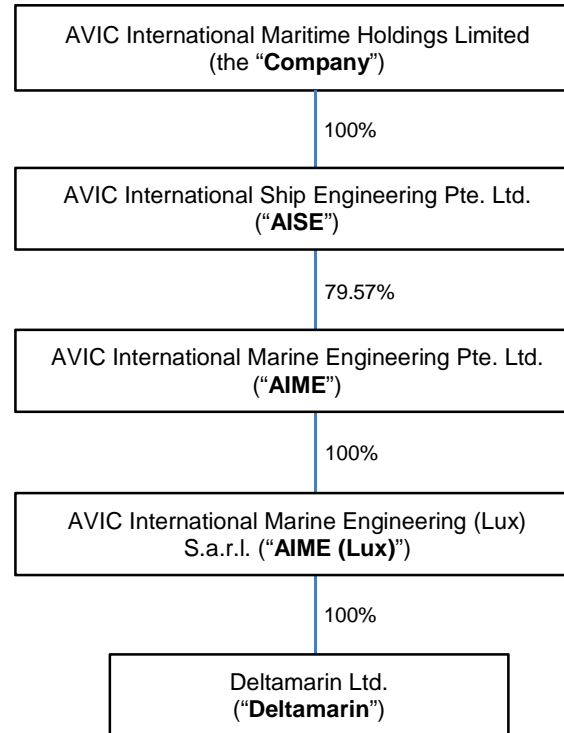 AVIC International Maritime Holdings Limited
(the “Company”)
100%
AVIC International Ship Engineering Pte. Ltd.
(“AISE”)
79.57%
AVIC International Marine Engineering Pte. Ltd.
(“AIME”)
100%
AVIC International Marine Engineering (Lux)
S.a.r.l. (“AIME (Lux)”)
100%
Deltamarin Ltd.
(“Deltamarin”)